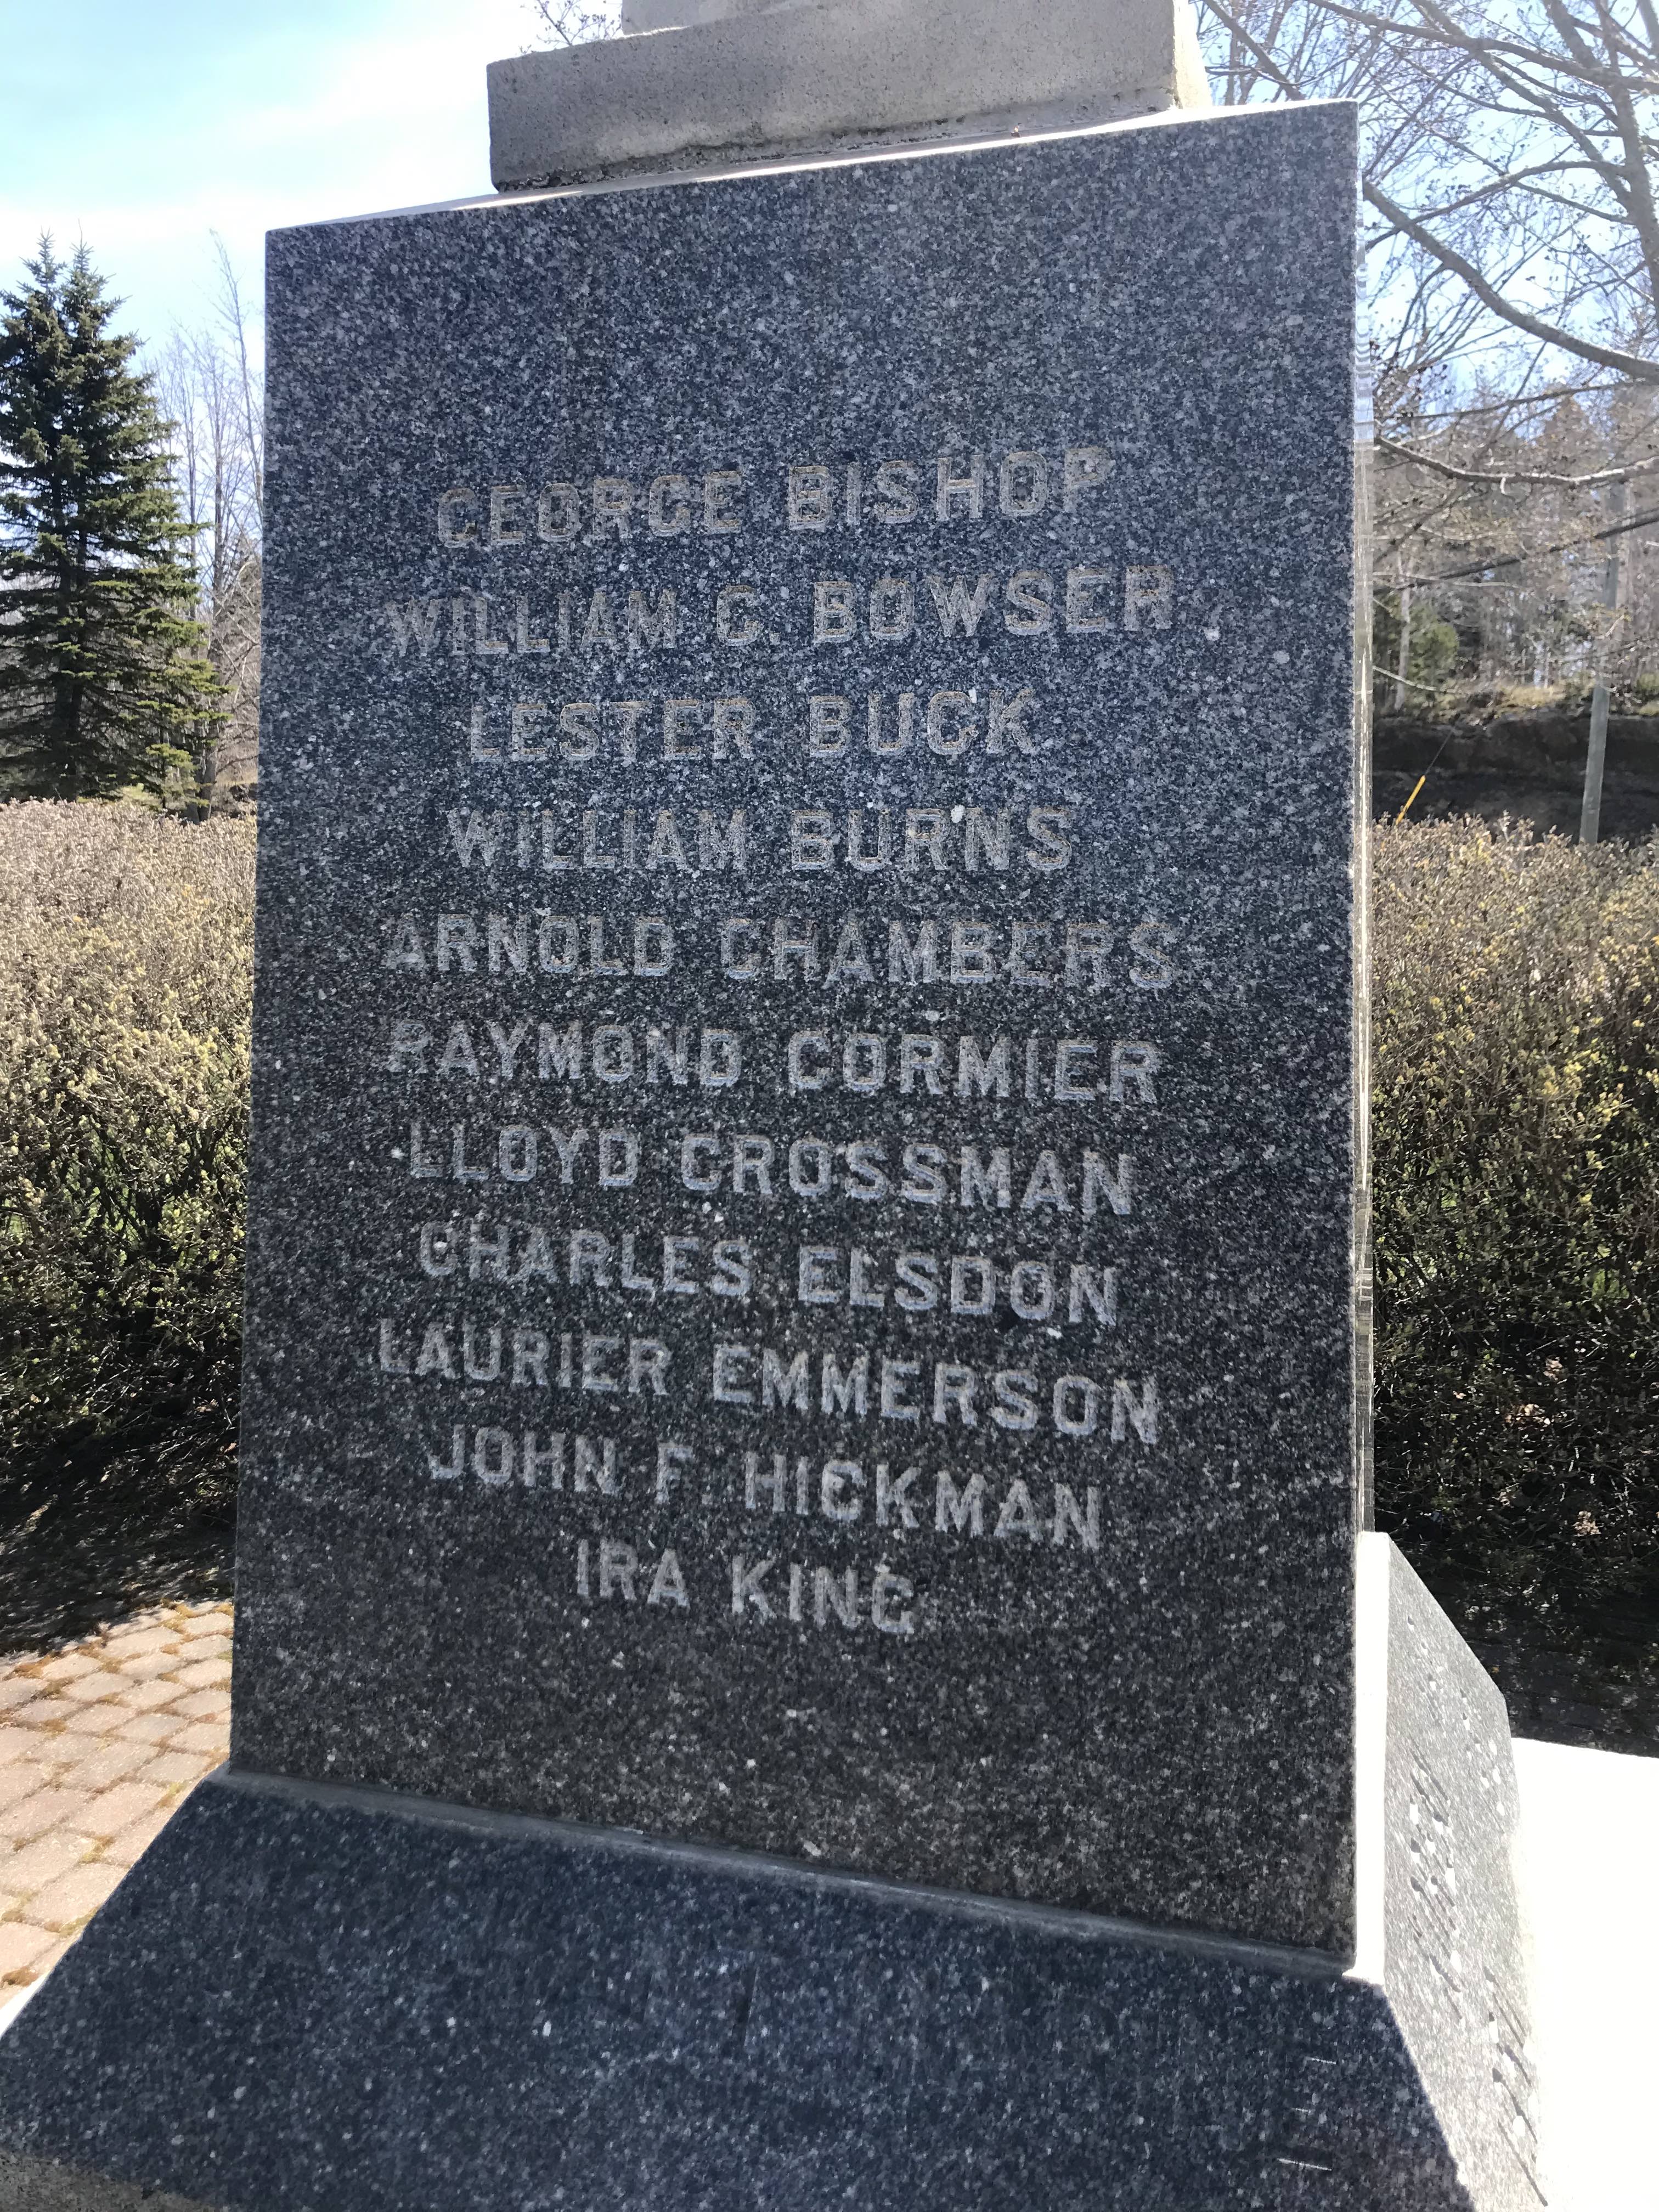 GEORGE BISHOP
WILLIAM G. BOWSER
LESTER BUCK
WILLIAM BURNS
ARNOLD CHAMBERS
RAYMOND CORMIER
LLOYD CROSSMAN
CHARLES ELSDON
LAURIER EMMERSON
JOHN F. HICKMAN
IRA KING